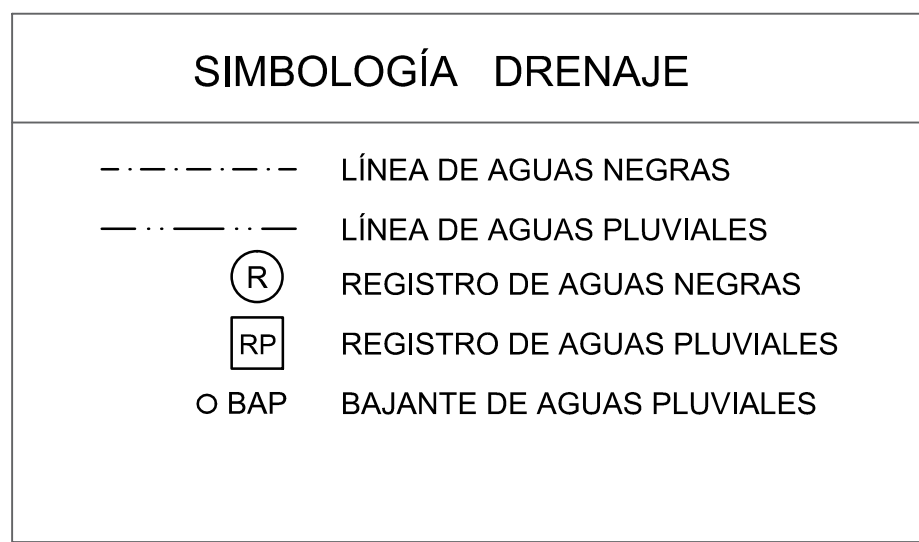 SIMBOLOGÍA DRENAJE
LÍNEA DE AGUAS NEGRAS
LÍNEA DE AGUAS PLUVIALES
R REGISTRO DE AGUAS NEGRAS
RP REGISTRO DE AGUAS PLUVIALES
BAP BAJANTE DE AGUAS PLUVIALES